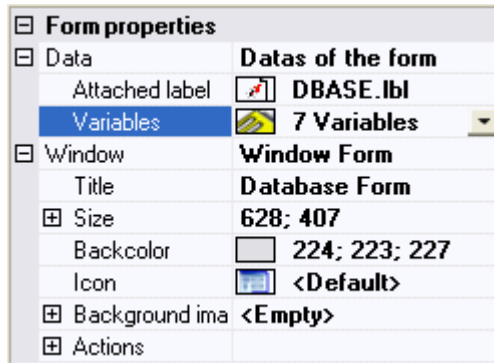 Form properties
Data Datas of the form
Attached label DBASE.lbl
Variables 7 Variables
Window Window Form
Title Database Form
Size 628; 407
Backcolor 224; 223; 227
Icon <Default>
Background ima <Empty>
Actions